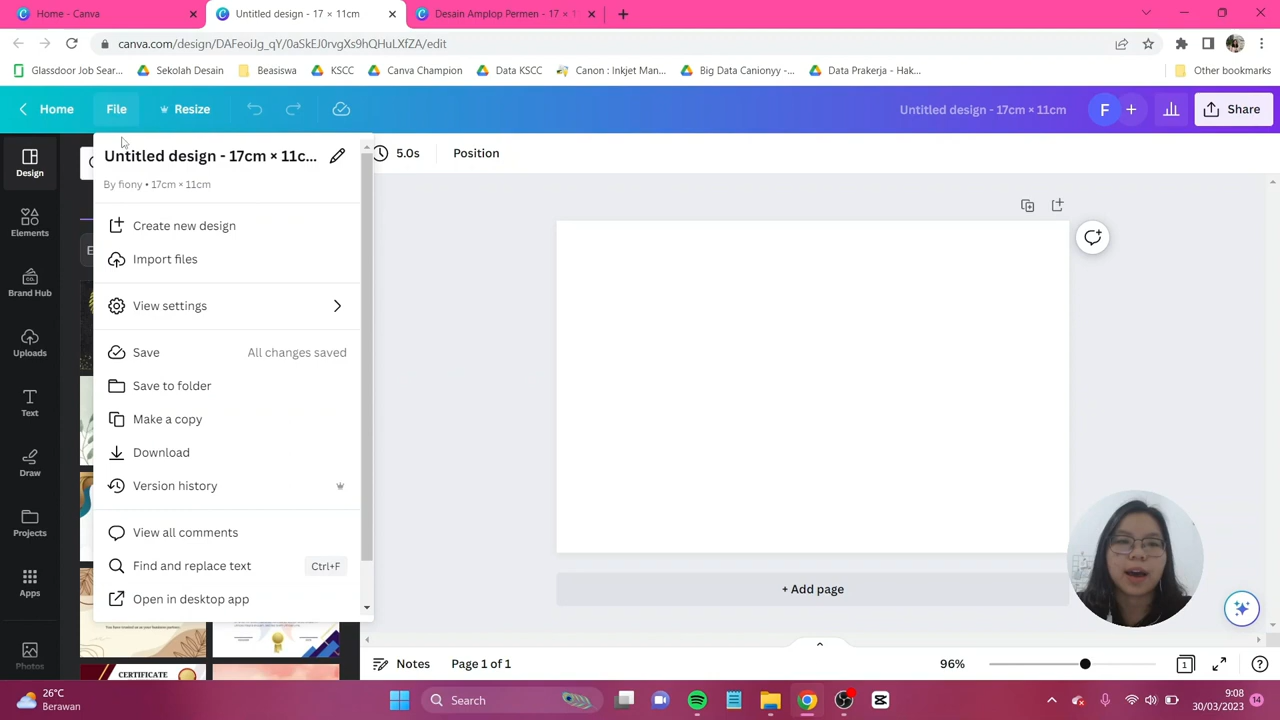 Home - Canva
Untitled design - 17 × 11cm
Desain Amplop Permen - 17 × 1
canva.com/design/DAFeoiJg_qY/0aSkEJ0rvgXs9hQHuLXfZA/edit
Glassdoor Job Sear...
Sekolah Desain
Beasiswa
KSCC
Canva Champion
Data KSCC
Canon : Inkjet Man...
Big Data Canionyy -...
Data Prakerja - Hak...
Other bookmarks
Home
File
Resize
Untitled design - 17cm × 11cm
F
Share
Design
Elements
Brand Hub
Uploads
Text
Draw
Projects
Apps
Photos
Untitled design - 17cm × 11c...
By fiony • 17cm × 11cm
Create new design
Import files
View settings
Save
All changes saved
Save to folder
Make a copy
Download
Version history
View all comments
Find and replace text
Ctrl+F
Open in desktop app
5.0s
Position
CERTIFICATE
+ Add page
Notes
Page 1 of 1
96%
1
26°C
Berawan
Search
9:08
30/03/2023
14